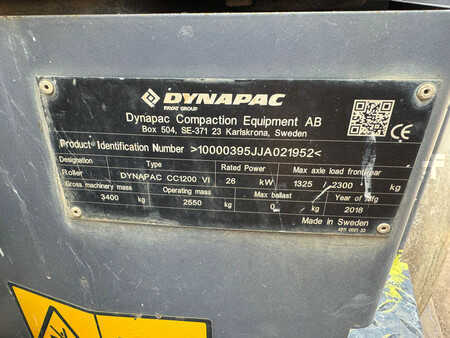 DYNAPAC
FAYAT GROUP
Dynapac Compaction Equipment AB
Box 504, SE-371 23 Karlskrona, Sweden
Product Identification Number >10000395JJA021952<
Designation Type Rated Power Max axle load front/rear
Roller DYNAPAC CC1200 VI 26 kW 1325 2300 kg
Gross machinery mass Operating mass Max ballast Year of Mfg
3400 kg 2550 kg 0 kg 2018
Made in Sweden
CE